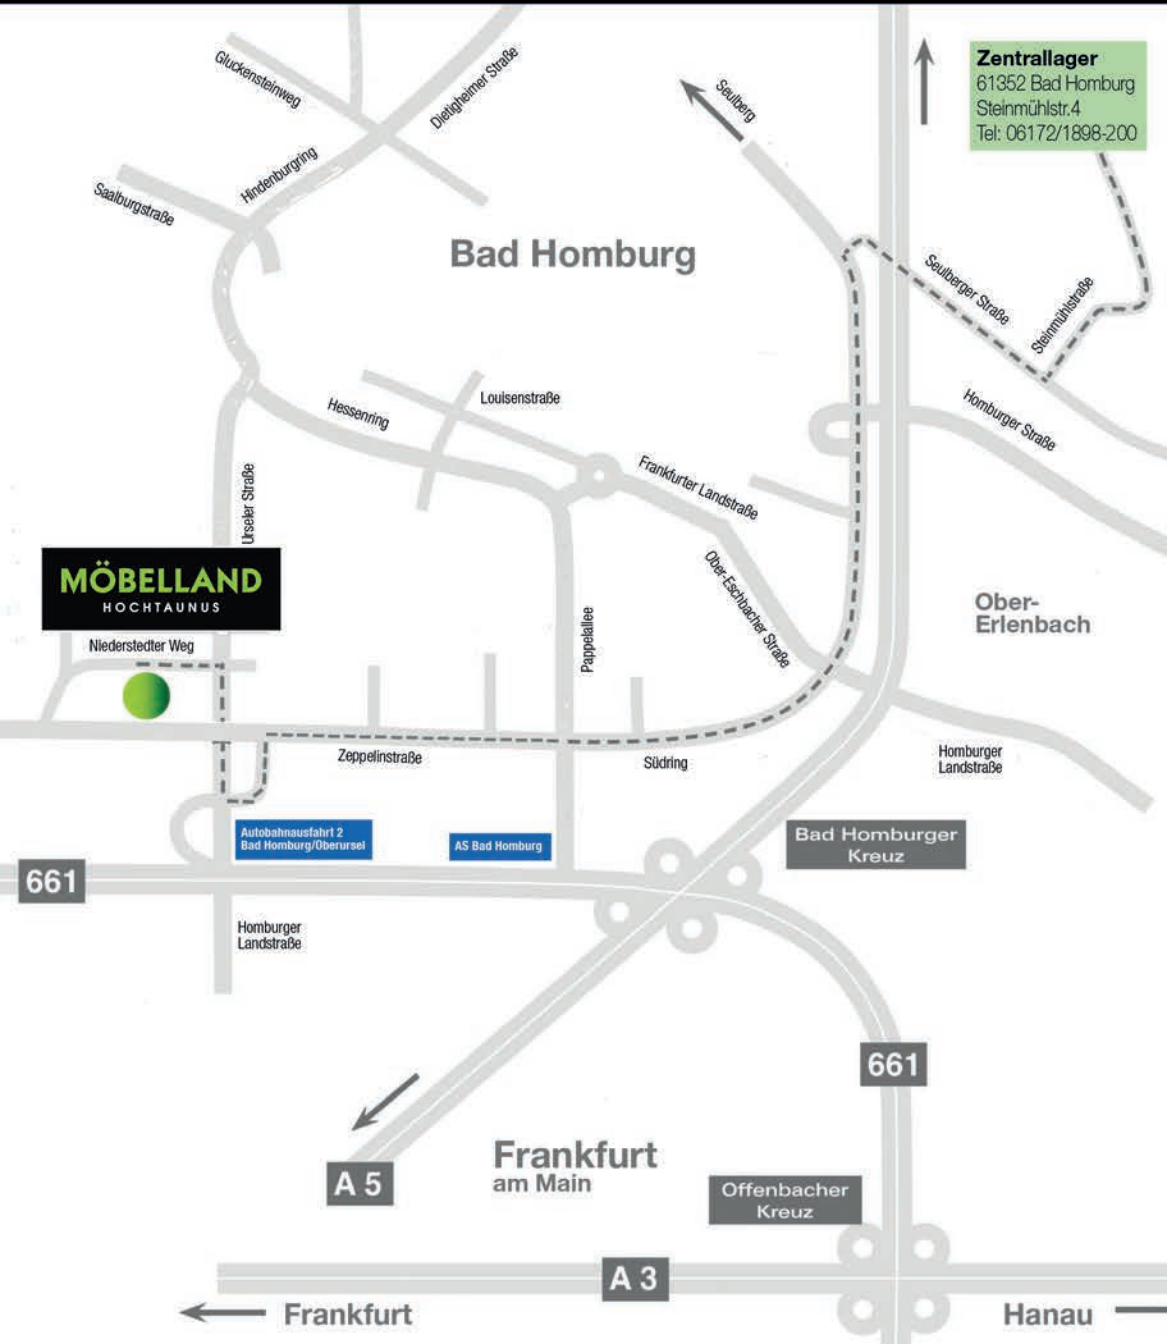 Zentrallager
61352 Bad Homburg
Steinmühlstr.4
Tel: 06172/1898-200
Gluckensteinweg
Dietigheimer Straße
Seulberg
Hindenburgring
Saalburgstraße
Bad Homburg
Seulberger Straße
Steinmühlstraße
Hessenring
Louisenstraße
Homburger Straße
Frankfurter Landstraße
Urseler Straße
MÖBELLAND
HOCHTAUNUS
Ober-Eschbacher Straße
Ober-
Erlenbach
Niederstedter Weg
Pappelallee
Zeppelinstraße
Südring
Homburger
Landstraße
Autobahnausfahrt 2
Bad Homburg/Oberursel
AS Bad Homburg
Bad Homburger
Kreuz
661
Homburger
Landstraße
661
Frankfurt
am Main
A 5
Offenbacher
Kreuz
A 3
Frankfurt
Hanau